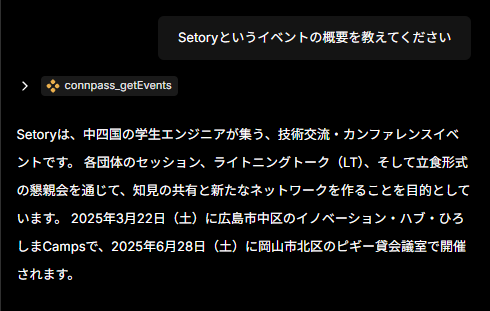 Setoryというイベントの概要を教えてください
connpass_getEvents
Setoryは、中四国の学生エンジニアが集う、技術交流・カンファレンスイベ
ントです。 各団体のセッション、ライトニングトーク（LT）、そして立食形式
の懇親会を通じて、知見の共有と新たなネットワークを作ることを目的として
います。 2025年3月22日（土）に広島市中区のイノベーション・ハブ・ひろ
しまCampsで、2025年6月28日（土）に岡山市北区のピギー貸会議室で開催
されます。